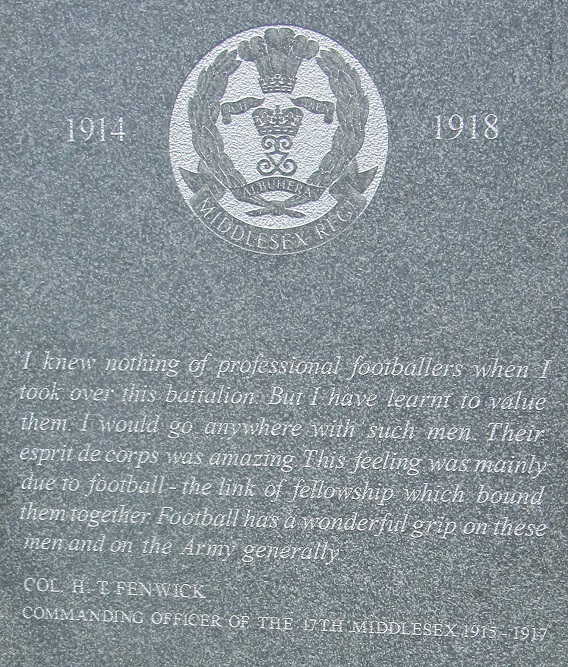 1914
1918
ALBUHERA
MIDDLESEX REGT
"I knew nothing of professional footballers when I
took over this battalion. But I have learnt to value
them. I would go anywhere with such men. Their
esprit de corps was amazing. This feeling was mainly
due to football - the link of fellowship which bound
them together. Football has a wonderful grip on these
men and on the Army generally."
COL. H. T. FENWICK
COMMANDING OFFICER OF THE 17TH MIDDLESEX, 1915 - 1917